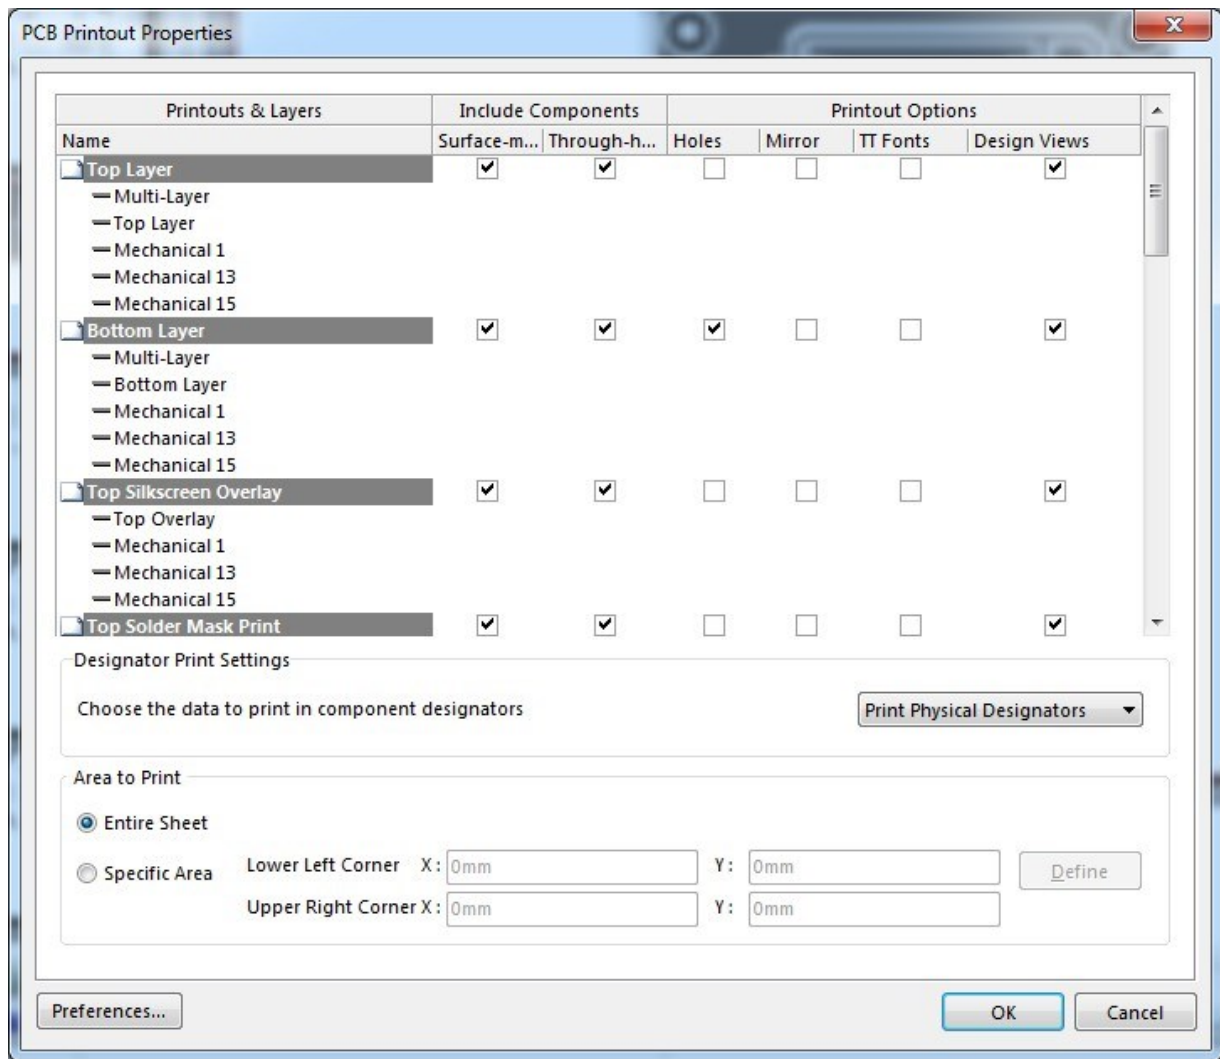 PCB Printout Properties
Printouts & Layers Include Components Printout Options
Name Surface-m... Through-h... Holes Mirror TT Fonts Design Views
Top Layer
Multi-Layer
Top Layer
Mechanical 1
Mechanical 13
Mechanical 15
Bottom Layer
Multi-Layer
Bottom Layer
Mechanical 1
Mechanical 13
Mechanical 15
Top Silkscreen Overlay
Top Overlay
Mechanical 1
Mechanical 13
Mechanical 15
Top Solder Mask Print
Designator Print Settings
Choose the data to print in component designators Print Physical Designators
Area to Print
Entire Sheet
Specific Area Lower Left Corner X: 0mm Y: 0mm Define
Upper Right Corner X: 0mm Y: 0mm
Preferences... OK Cancel